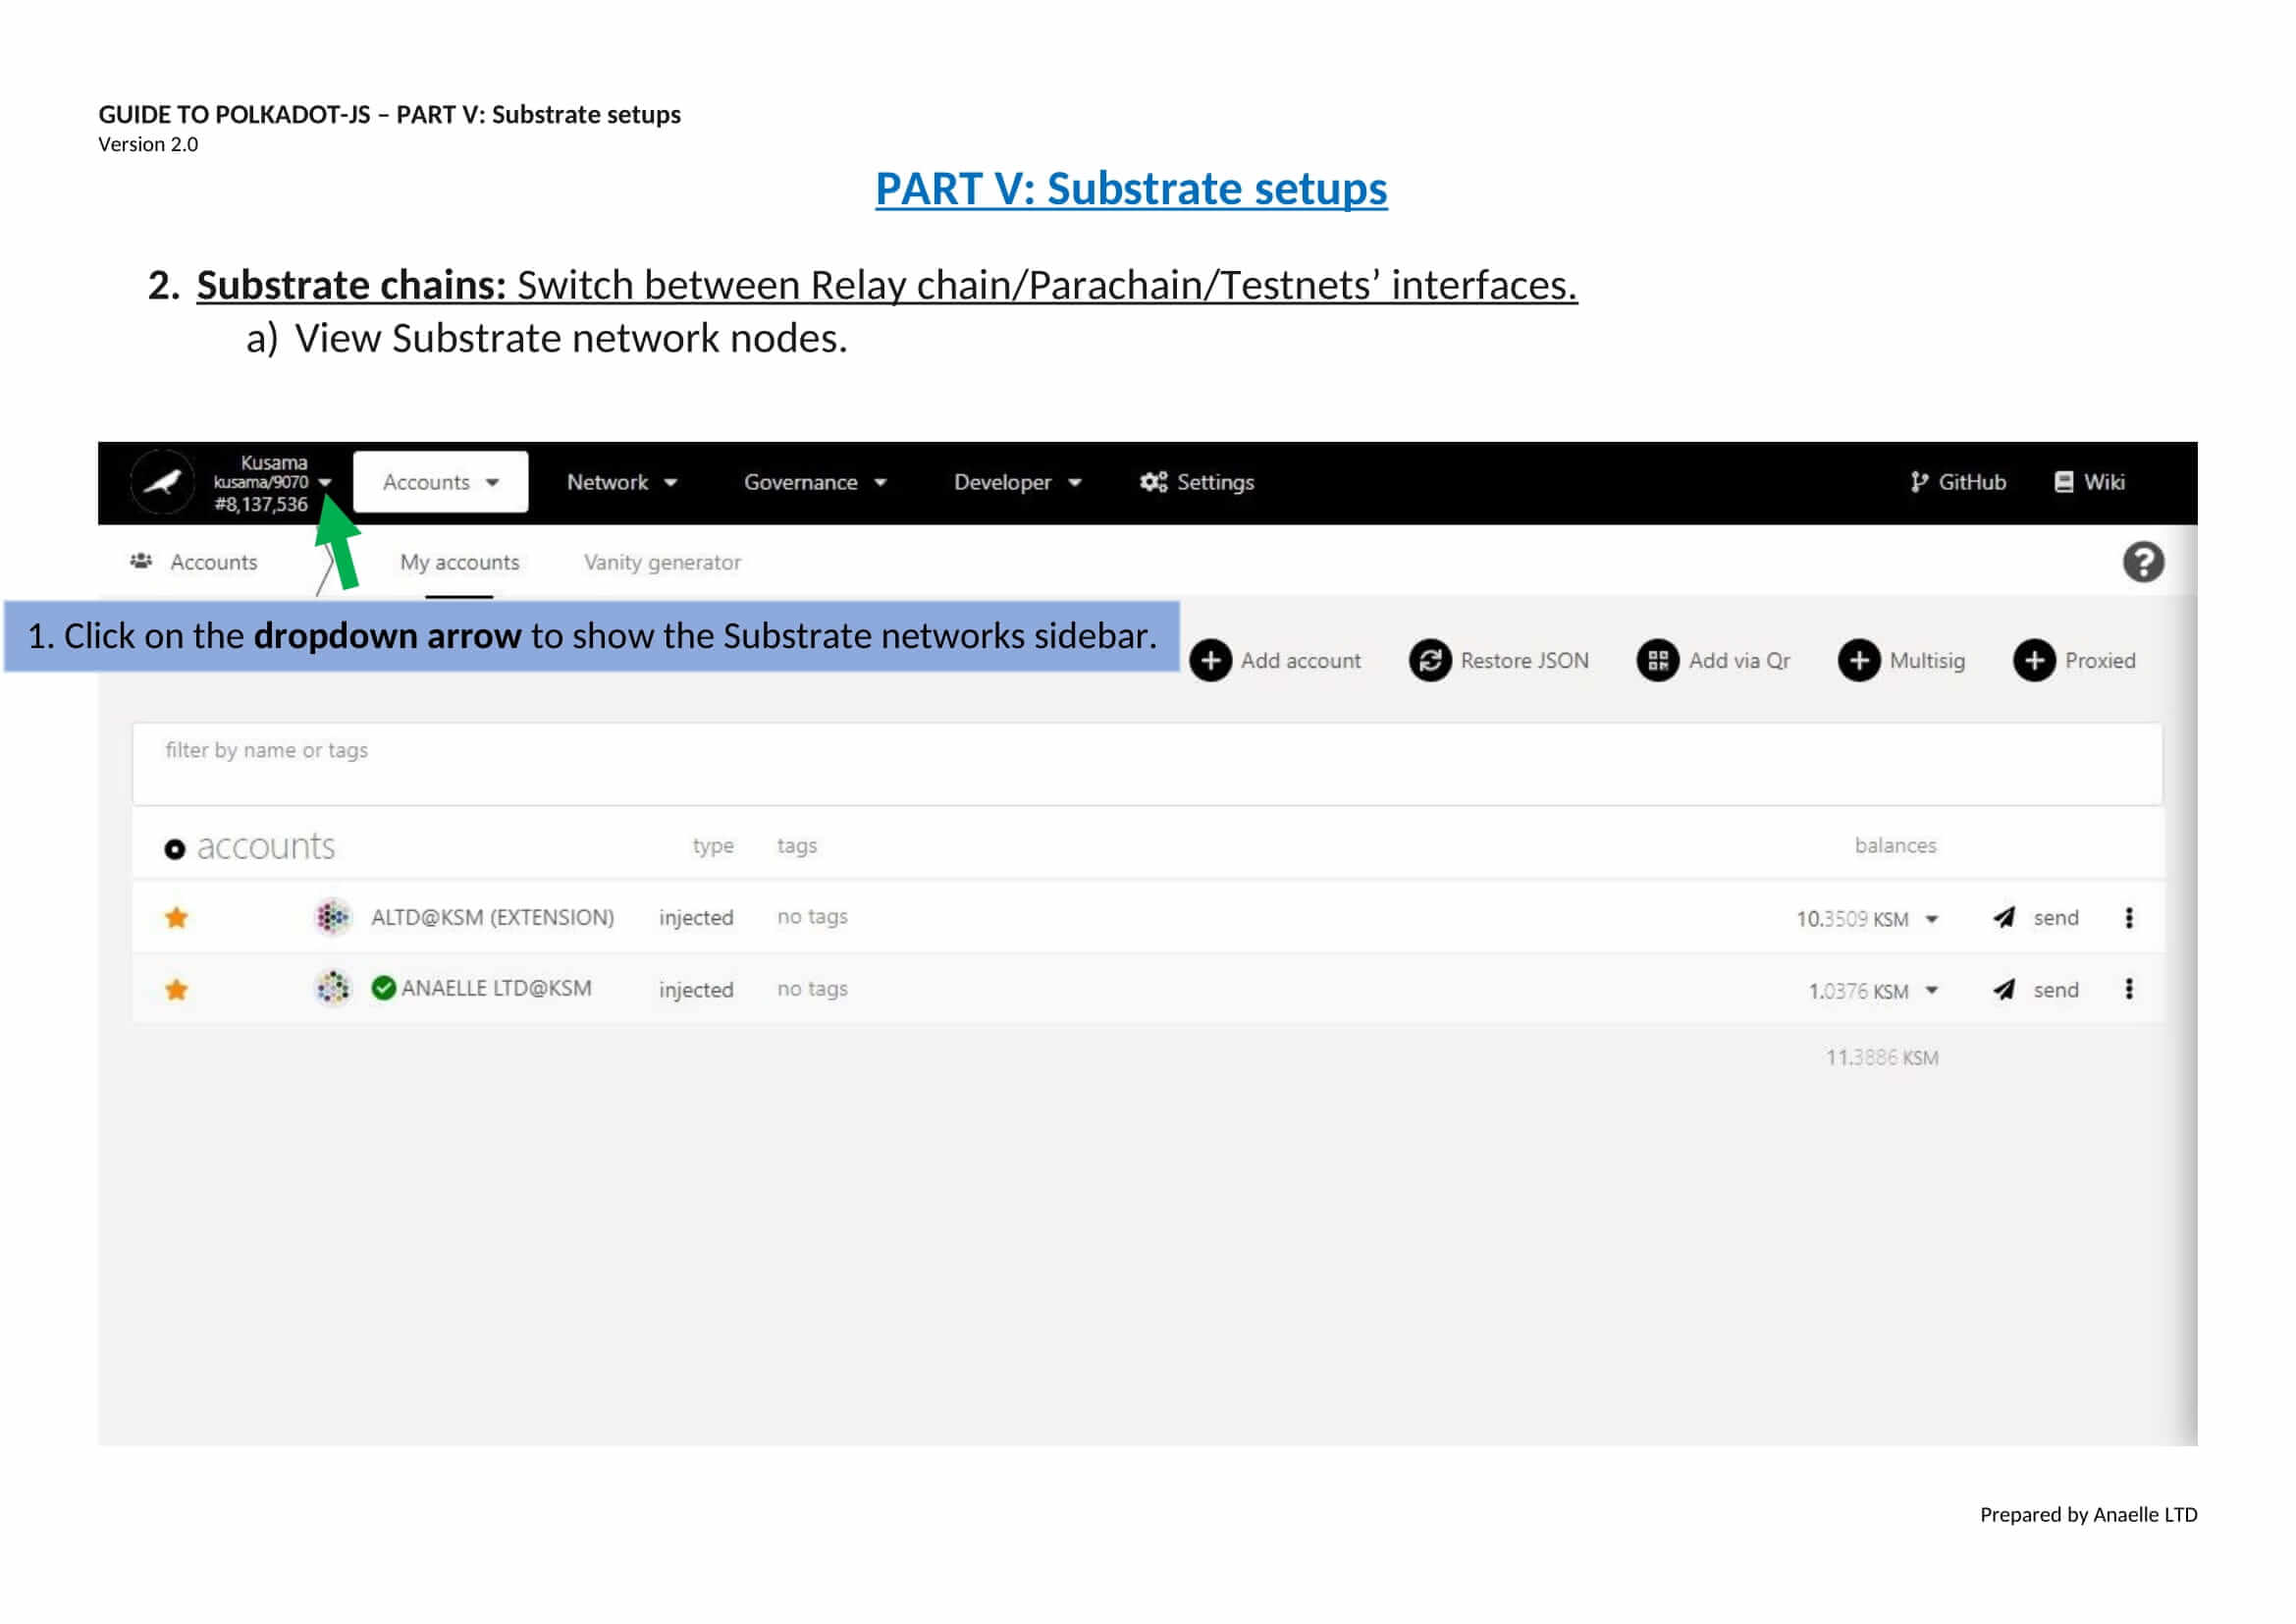 GUIDE TO POLKADOT-JS – PART V: Substrate setups
Version 2.0
PART V: Substrate setups
2. Substrate chains: Switch between Relay chain/Parachain/Testnets’ interfaces.
a) View Substrate network nodes.
Kusama
kusama/9070
#8,137,536
Accounts
Network
Governance
Developer
Settings
GitHub
Wiki
Accounts
My accounts
Vanity generator
1. Click on the dropdown arrow to show the Substrate networks sidebar.
Add account
Restore JSON
Add via Qr
Multisig
Proxied
filter by name or tags
accounts type tags balances
ALTD@KSM (EXTENSION) injected no tags 10.3509 KSM send
ANAELLE LTD@KSM injected no tags 1.0376 KSM send
11.3886 KSM
Prepared by Anaelle LTD